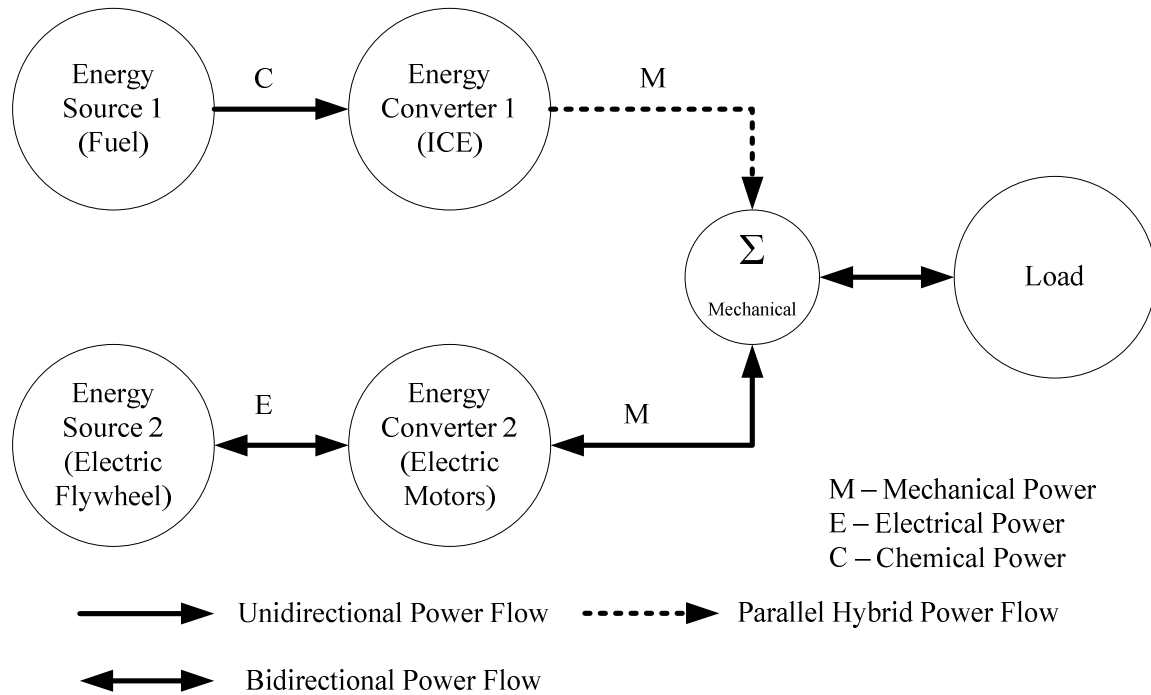 Energy
Source 1
(Fuel)
C
Energy
Converter 1
(ICE)
M
Σ
Mechanical
Load
Energy
Source 2
(Electric
Flywheel)
E
Energy
Converter 2
(Electric
Motors)
M
M – Mechanical Power
E – Electrical Power
C – Chemical Power
Unidirectional Power Flow
Parallel Hybrid Power Flow
Bidirectional Power Flow